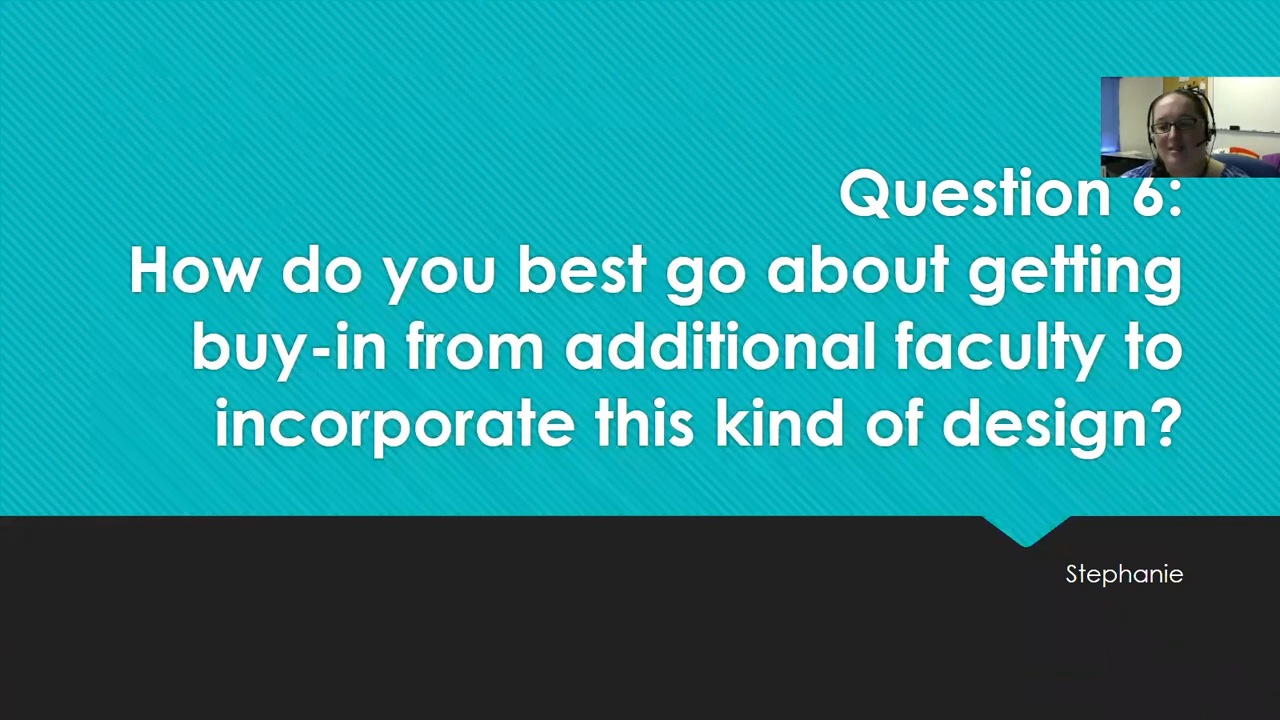 Question 6:
How do you best go about getting
buy-in from additional faculty to
incorporate this kind of design?
Stephanie